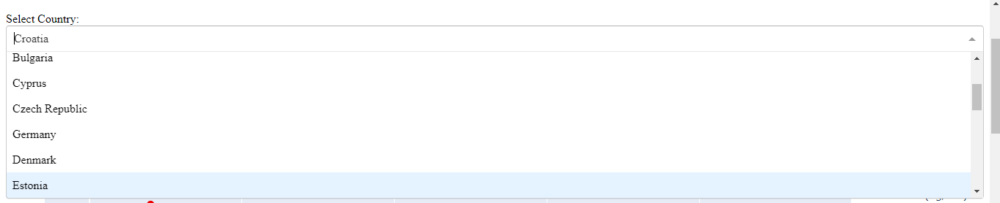 Select Country:
Croatia
Bulgaria
Cyprus
Czech Republic
Germany
Denmark
Estonia